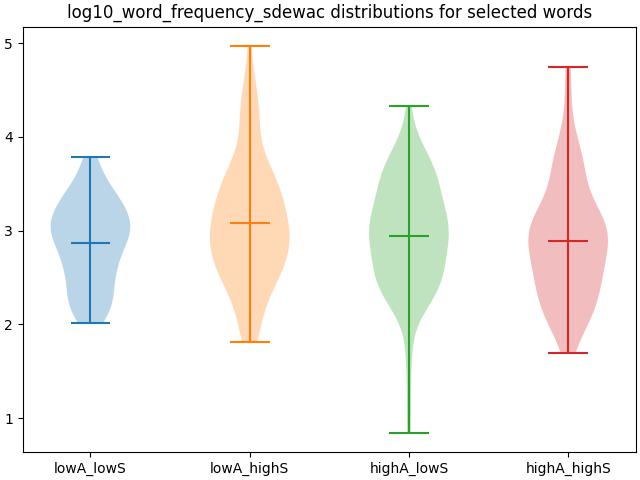 log10_word_frequency_sdewac distributions for selected words
5
4
3
2
1
lowA_lowS lowA_highS highA_lowS highA_highS